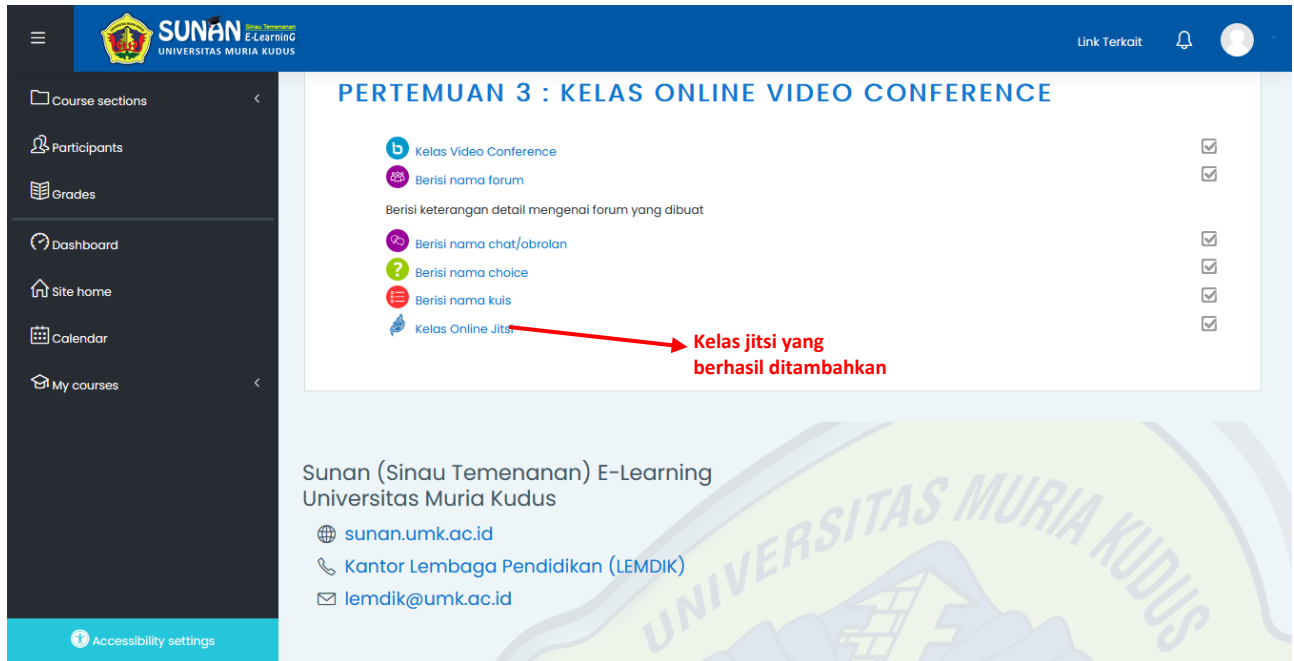 SUNAN Sinau Temenanan
E-LearninG
UNIVERSITAS MURIA KUDUS
Link Terkait
Course sections
Participants
Grades
Dashboard
Site home
Calendar
My courses
Accessibility settings
PERTEMUAN 3 : KELAS ONLINE VIDEO CONFERENCE
b Kelas Video Conference
Berisi nama forum
Berisi keterangan detail mengenai forum yang dibuat
Berisi nama chat/obrolan
? Berisi nama choice
Berisi nama kuis
Kelas Online Jitsi
Kelas jitsi yang
berhasil ditambahkan
Sunan (Sinau Temenanan) E-Learning
Universitas Muria Kudus
sunan.umk.ac.id
Kantor Lembaga Pendidikan (LEMDIK)
lemdik@umk.ac.id
UNIVERSITAS MURIA KUDUS